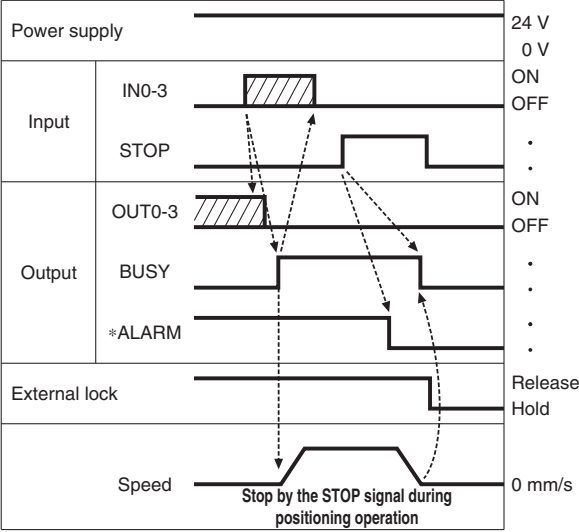 Power supply
24 V
0 V
Input
IN0-3
ON
OFF
STOP
Output
OUT0-3
ON
OFF
BUSY
*ALARM
External lock
Release
Hold
Speed
0 mm/s
Stop by the STOP signal during
positioning operation